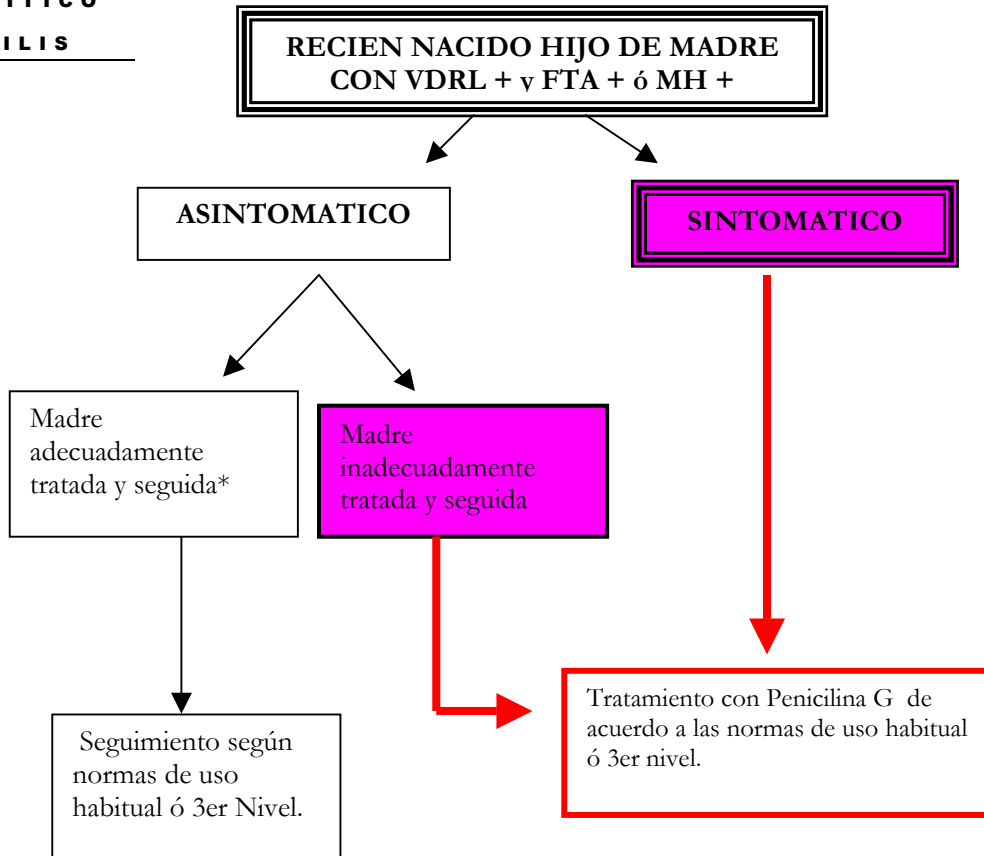 I L I S
RECIEN NACIDO HIJO DE MADRE
CON VDRL + y FTA + ó MH +
ASINTOMATICO
SINTOMATICO
Madre
adecuadamente
tratada y seguida*
Madre
inadecuadamente
tratada y seguida
Tratamiento con Penicilina G de
acuerdo a las normas de uso habitual
ó 3er nivel.
Seguimiento según
normas de uso
habitual ó 3er Nivel.